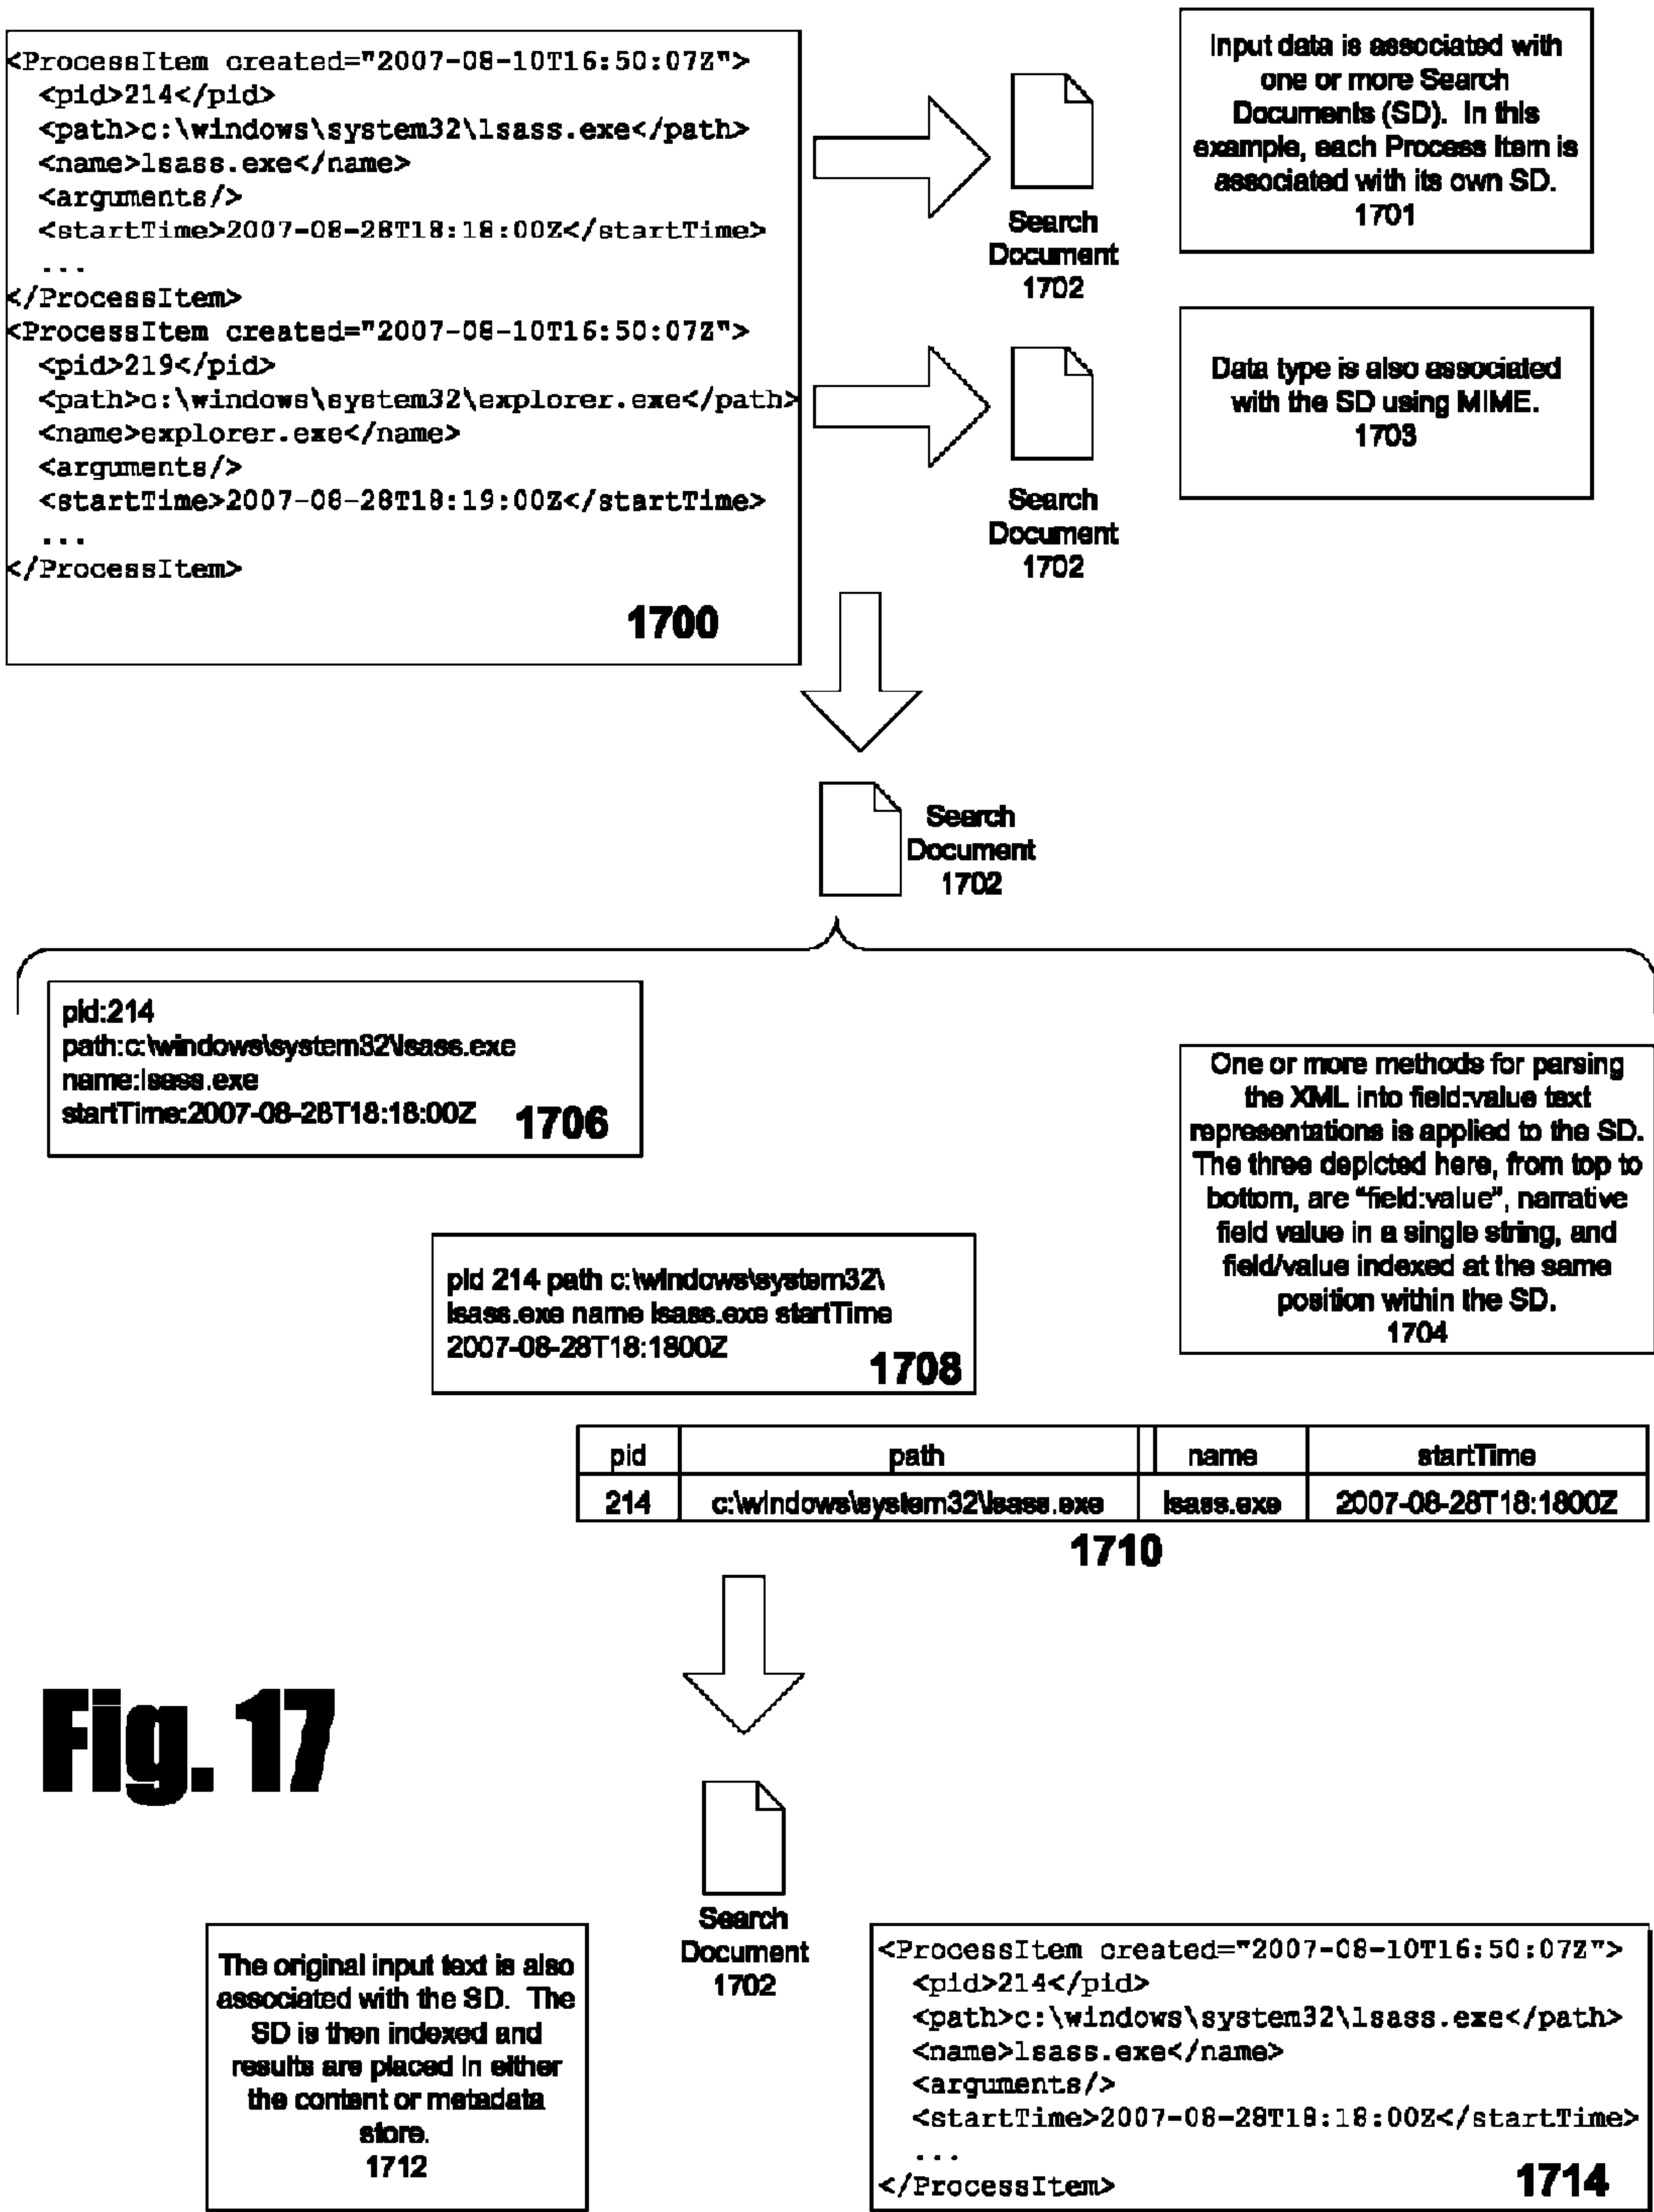 <ProcessItem created="2007-08-10T16:50:07Z">
<pid>214</pid>
<path>c:\windows\system32\lsass.exe</path>
<name>lsass.exe</name>
<arguments/>
<startTime>2007-08-28T18:18:00Z</startTime>
...
</ProcessItem>
<ProcessItem created="2007-08-10T16:50:07Z">
<pid>219</pid>
<path>c:\windows\system32\explorer.exe</path>
<name>explorer.exe</name>
<arguments/>
<startTime>2007-08-28T18:19:00Z</startTime>
...
</ProcessItem>
1700
Search
Document
1702
Search
Document
1702
Input data is associated with
one or more Search
Documents (SD). In this
example, each Process Item is
associated with its own SD.
1701
Data type is also associated
with the SD using MIME.
1703
Search
Document
1702
pid:214
path:c:\windows\system32\lsass.exe
name:lsass.exe
startTime:2007-08-28T18:18:00Z
1706
One or more methods for parsing
the XML into field:value text
representations is applied to the SD.
The three depicted here, from top to
bottom, are "field:value", narrative
field value in a single string, and
field/value indexed at the same
position within the SD.
1704
pid 214 path c:\windows\system32\
lsass.exe name lsass.exe startTime
2007-08-28T18:1800Z
1708
pid path name startTime
214 c:\windows\system32\lsass.exe lsass.exe 2007-08-28T18:1800Z
1710
Fig. 17
Search
Document
1702
The original input text is also
associated with the SD. The
SD is then indexed and
results are placed in either
the content or metadata
store.
1712
<ProcessItem created="2007-08-10T16:50:07Z">
<pid>214</pid>
<path>c:\windows\system32\lsass.exe</path>
<name>lsass.exe</name>
<arguments/>
<startTime>2007-08-28T18:18:00Z</startTime>
...
</ProcessItem>
1714